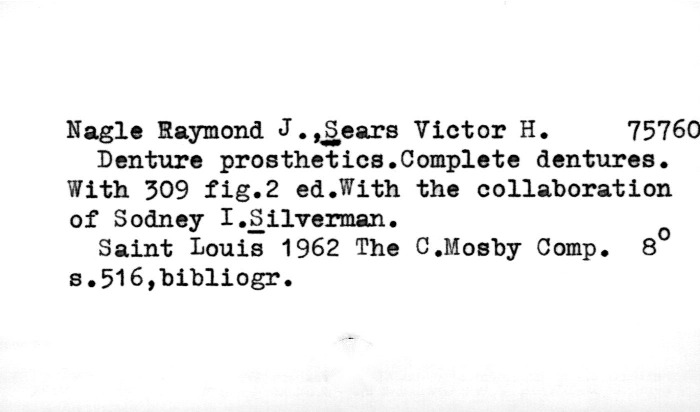 Nagle Raymond J.,Sears Victor H. 75760
Denture prosthetics.Complete dentures.
With 309 fig.2 ed.With the collaboration
of Sodney I.Silverman.
Saint Louis 1962 The C.Mosby Comp. 8º
s.516,bibliogr.